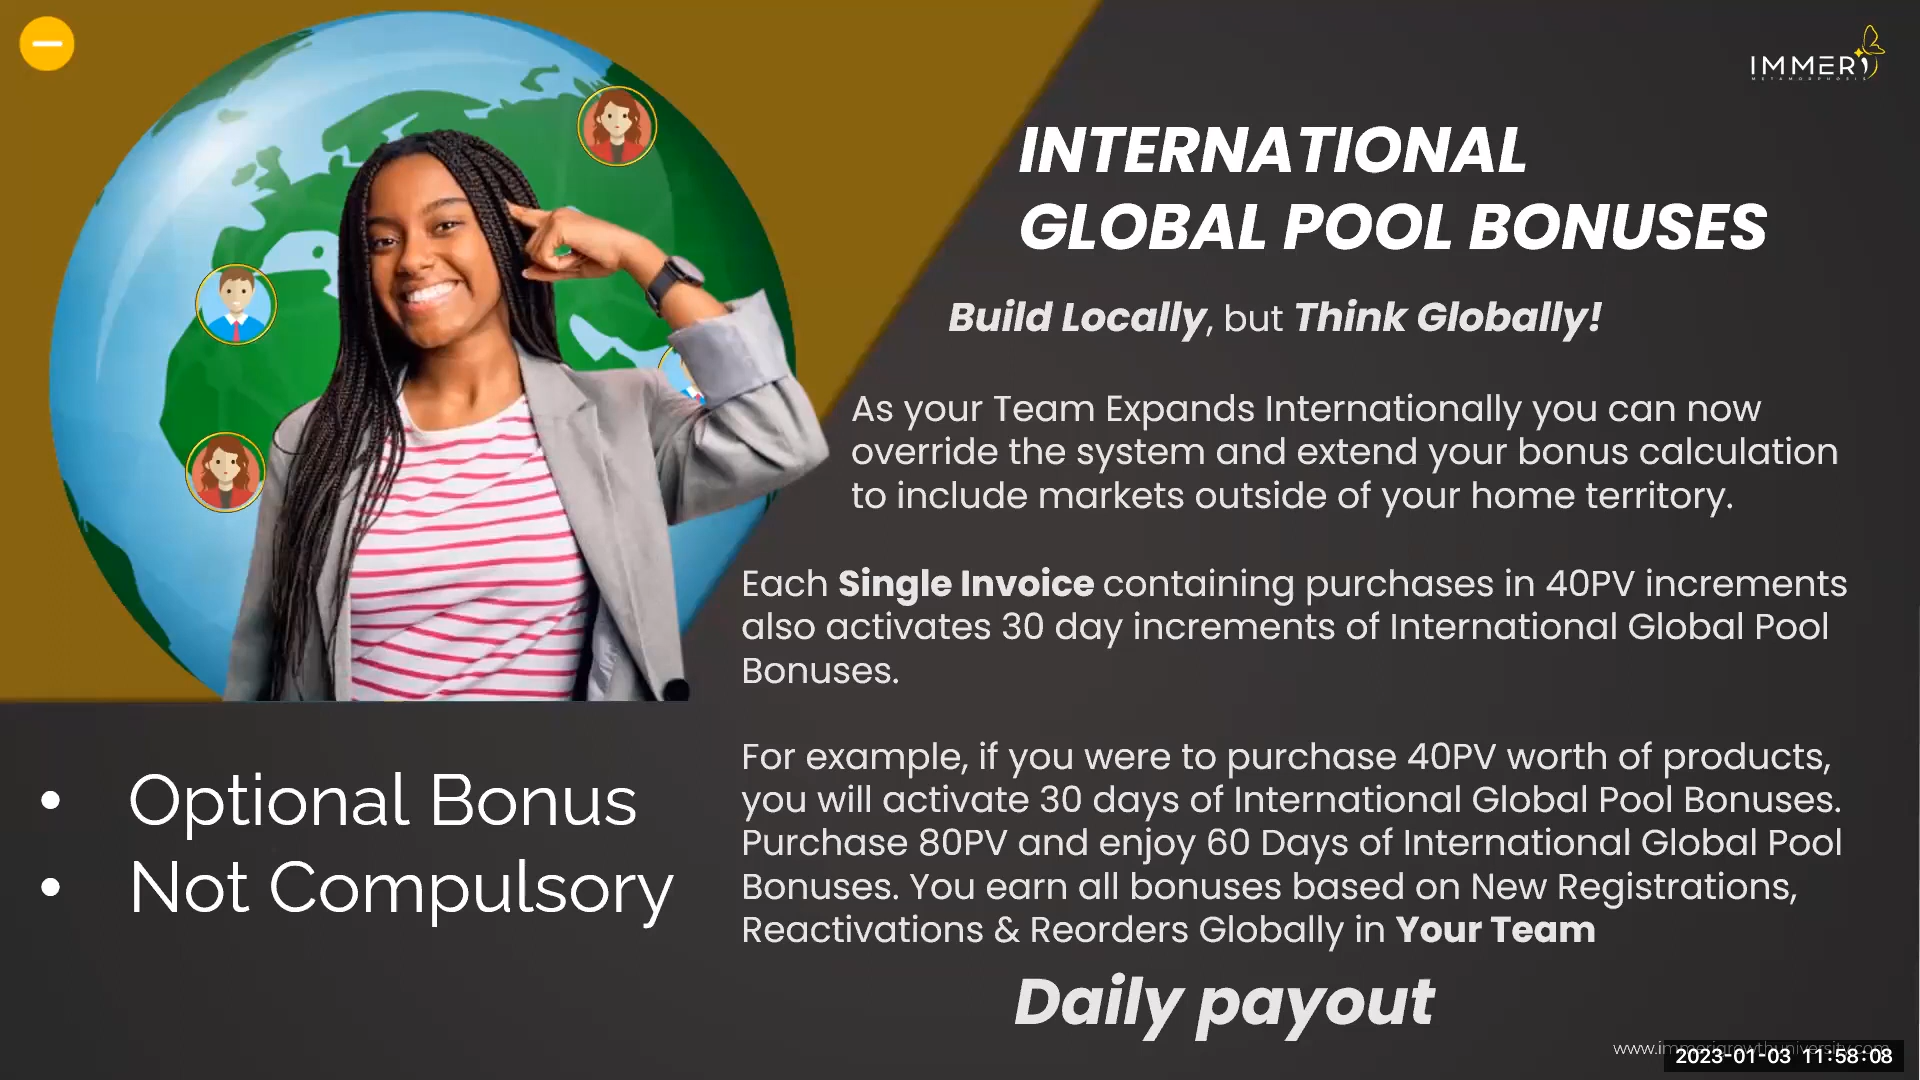 IMMERI
METAMORPHOSIS
INTERNATIONAL
GLOBAL POOL BONUSES
Build Locally, but Think Globally!
As your Team Expands Internationally you can now
override the system and extend your bonus calculation
to include markets outside of your home territory.
Each Single Invoice containing purchases in 40PV increments
also activates 30 day increments of International Global Pool
Bonuses.
For example, if you were to purchase 40PV worth of products,
you will activate 30 days of International Global Pool Bonuses.
Purchase 80PV and enjoy 60 Days of International Global Pool
Bonuses. You earn all bonuses based on New Registrations,
Reactivations & Reorders Globally in Your Team
Daily payout
• Optional Bonus
• Not Compulsory
www.immerigrowthuniversity.com
2023-01-03 11:58:08